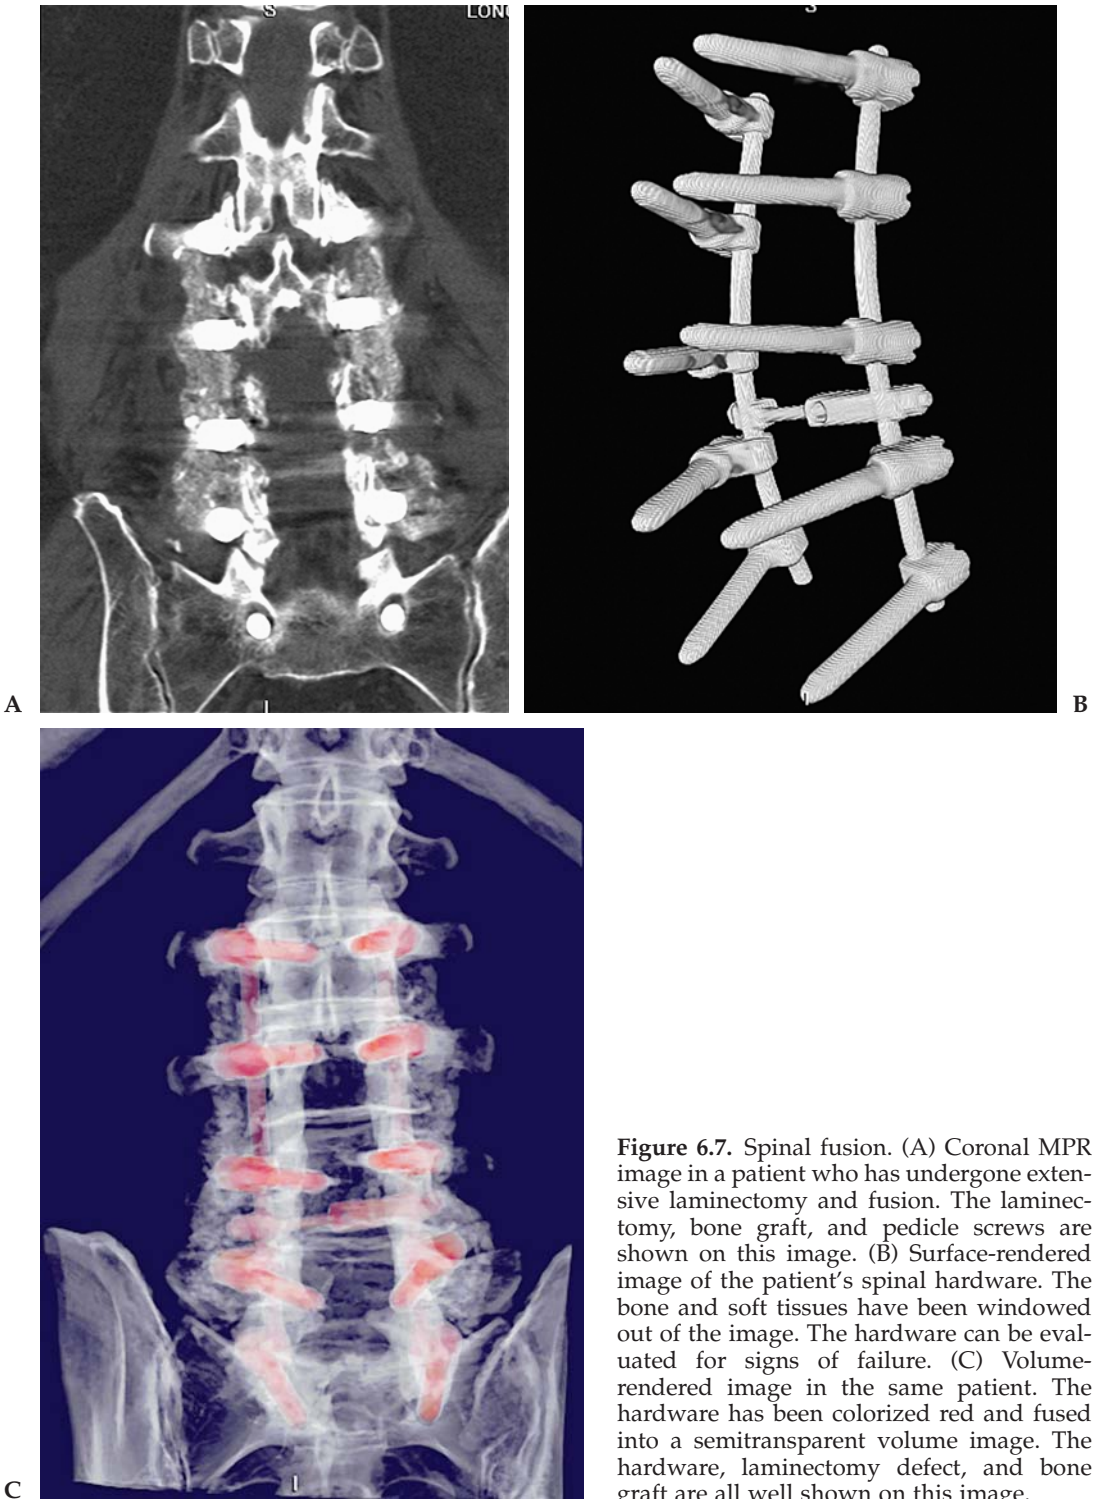 S
LONG
S
A
B
C
Figure 6.7. Spinal fusion. (A) Coronal MPR
image in a patient who has undergone exten-
sive laminectomy and fusion. The laminec-
tomy, bone graft, and pedicle screws are
shown on this image. (B) Surface-rendered
image of the patient’s spinal hardware. The
bone and soft tissues have been windowed
out of the image. The hardware can be eval-
uated for signs of failure. (C) Volume-
rendered image in the same patient. The
hardware has been colorized red and fused
into a semitransparent volume image. The
hardware, laminectomy defect, and bone
graft are all well shown on this image.